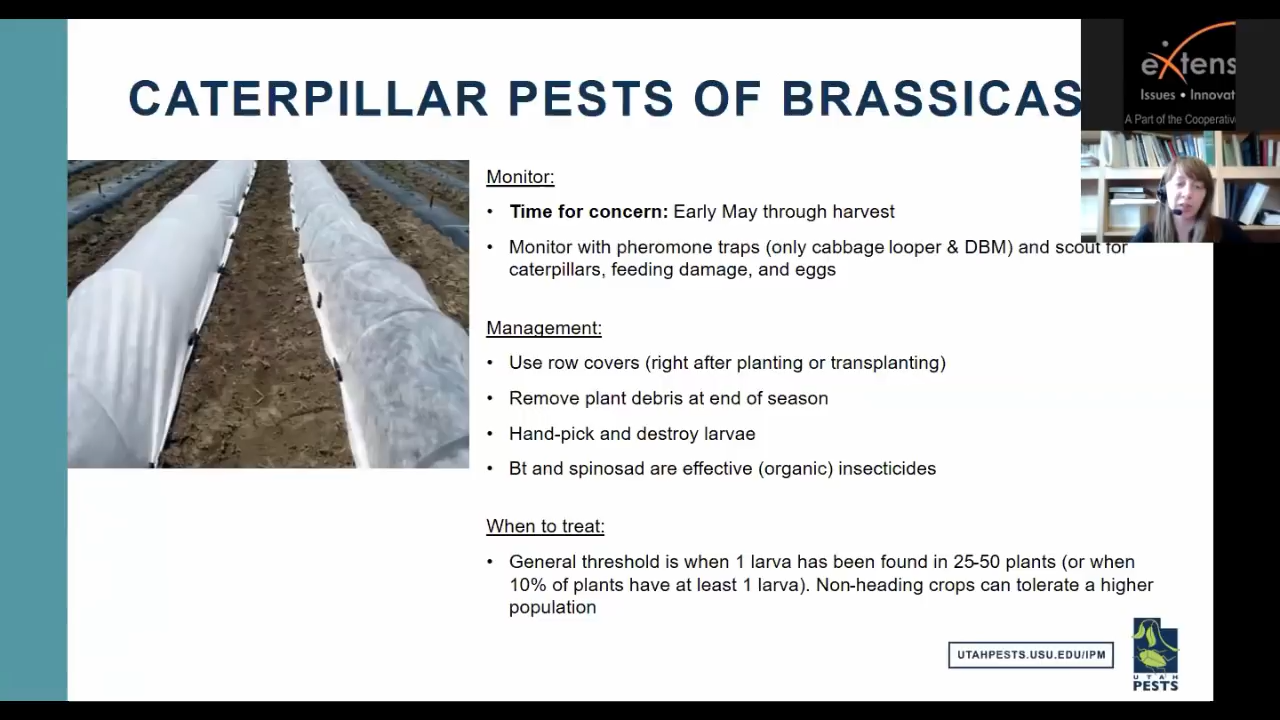 CATERPILLAR PESTS OF BRASSICAS
Monitor:
• Time for concern: Early May through harvest
• Monitor with pheromone traps (only cabbage looper & DBM) and scout for
caterpillars, feeding damage, and eggs
Management:
• Use row covers (right after planting or transplanting)
• Remove plant debris at end of season
• Hand-pick and destroy larvae
• Bt and spinosad are effective (organic) insecticides
When to treat:
• General threshold is when 1 larva has been found in 25-50 plants (or when
10% of plants have at least 1 larva). Non-heading crops can tolerate a higher
population
UTAHPESTS.USU.EDU/IPM
UTAH
PESTS
eXtens
Issues • Innovat
A Part of the Cooperative